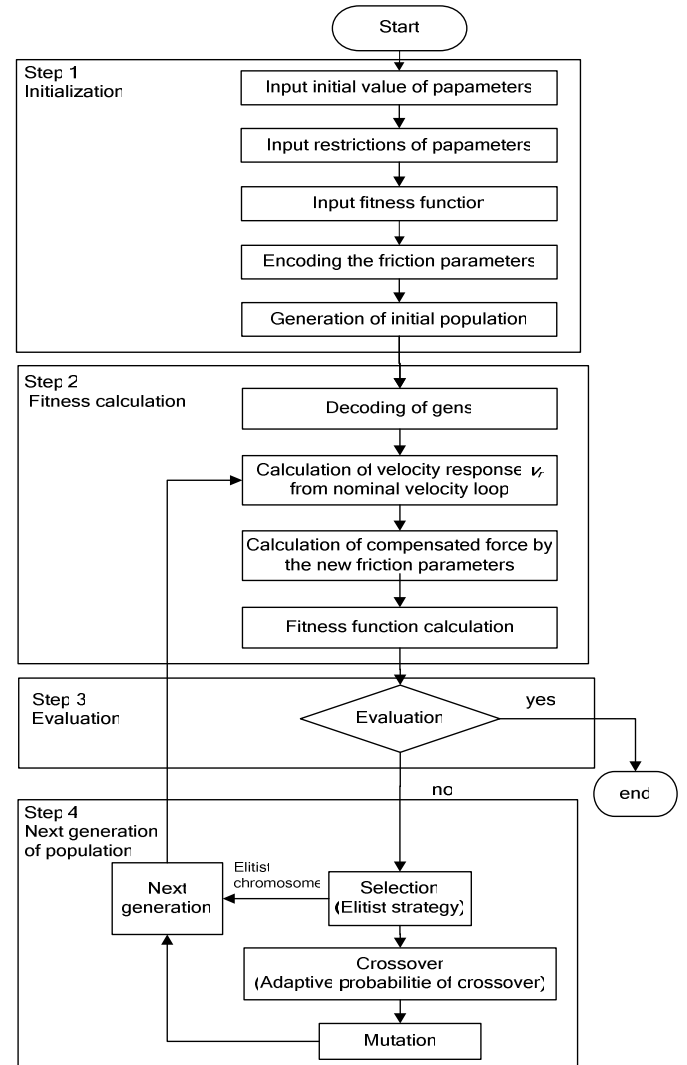 Start
Step 1
Initialization
Input initial value of papameters
Input restrictions of papameters
Input fitness function
Encoding the friction parameters
Generation of initial population
Step 2
Fitness calculation
Decoding of gens
Calculation of velocity response vᵣ
from nominal velocity loop
Calculation of compensated force by
the new friction parameters
Fitness function calculation
Step 3
Evaluation
Evaluation
yes
no
end
Step 4
Next generation
of population
Next
generation
Elitist
chromosome
Selection
(Elitist strategy)
Crossover
(Adaptive probabilitie of crossover)
Mutation